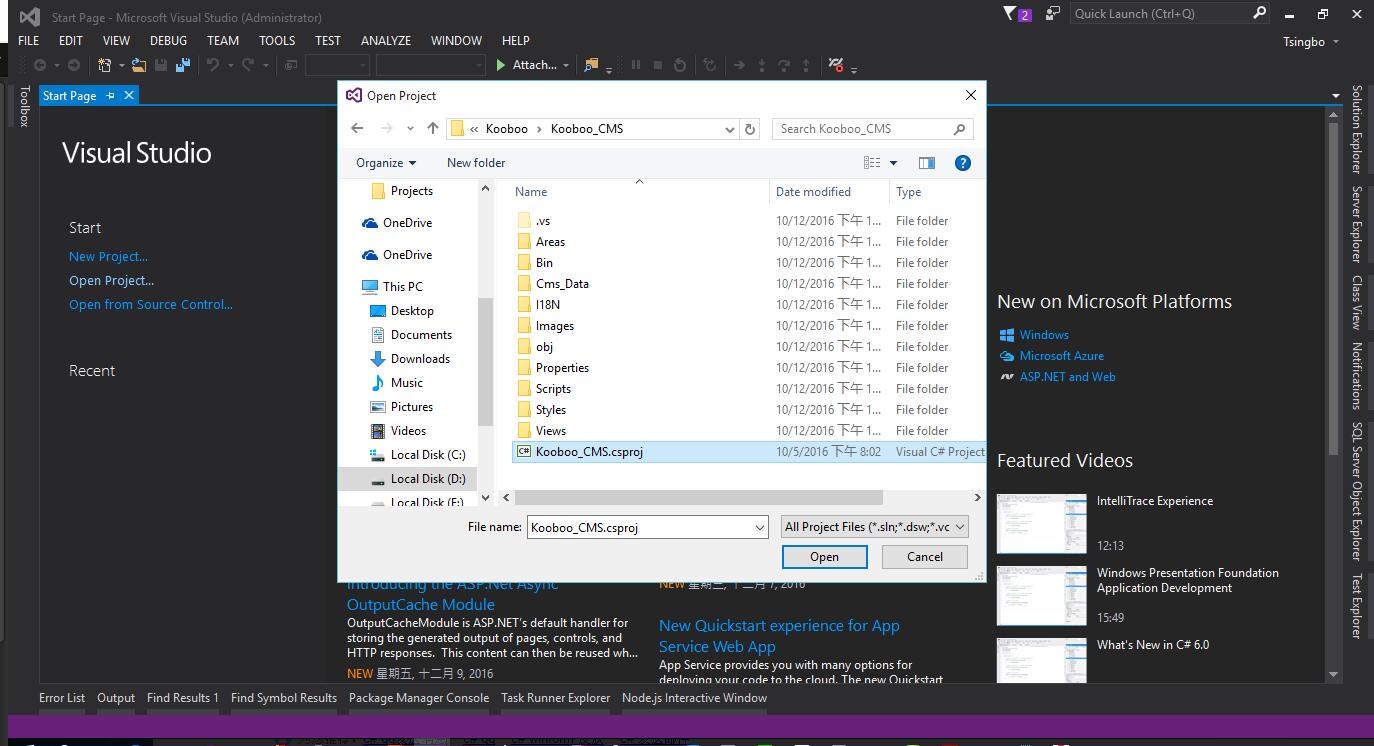 Start Page - Microsoft Visual Studio (Administrator)
2
Quick Launch (Ctrl+Q)
FILE EDIT VIEW DEBUG TEAM TOOLS TEST ANALYZE WINDOW HELP
Tsingbo
Attach...
Toolbox
Start Page
Visual Studio
Start
New Project...
Open Project...
Open from Source Control...
Recent
Open Project
« Kooboo › Kooboo_CMS
Search Kooboo_CMS
Organize
New folder
Projects
OneDrive
OneDrive
This PC
Desktop
Documents
Downloads
Music
Pictures
Videos
Local Disk (C:)
Local Disk (D:)
Local Disk (E:)
Name Date modified Type
.vs 10/12/2016 下午 1... File folder
Areas 10/12/2016 下午 1... File folder
Bin 10/12/2016 下午 1... File folder
Cms_Data 10/12/2016 下午 1... File folder
I18N 10/12/2016 下午 1... File folder
Images 10/12/2016 下午 1... File folder
obj 10/12/2016 下午 1... File folder
Properties 10/12/2016 下午 1... File folder
Scripts 10/12/2016 下午 1... File folder
Styles 10/12/2016 下午 1... File folder
Views 10/12/2016 下午 1... File folder
C# Kooboo_CMS.csproj 10/5/2016 下午 8:02 Visual C# Project
File name: Kooboo_CMS.csproj
All Project Files (*.sln;*.dsw;*.vc
Open
Cancel
Introducing the ASP.Net Async
OutputCache Module
OutputCacheModule is ASP.NET's default handler for
storing the generated output of pages, controls, and
HTTP responses. This content can then be reused wh...
NEW 星期五, 十二月 9, 2016
NEW 星期三, 十二月 7, 2016
New Quickstart experience for App
Service Web App
App Service provides you with many options for
deploying your code to the cloud. The new Quickstart
New on Microsoft Platforms
Windows
Microsoft Azure
ASP.NET and Web
Featured Videos
IntelliTrace Experience
12:13
Windows Presentation Foundation
Application Development
15:49
What's New in C# 6.0
Solution Explorer
Server Explorer
Class View
Notifications
SQL Server Object Explorer
Test Explorer
Error List Output Find Results 1 Find Symbol Results Package Manager Console Task Runner Explorer Node.js Interactive Window